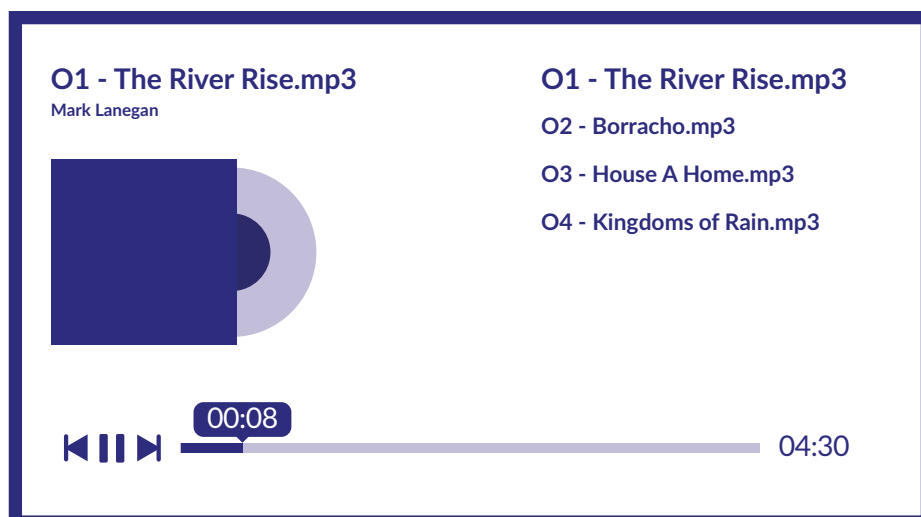 O1 - The River Rise.mp3
Mark Lanegan
O1 - The River Rise.mp3
O2 - Borracho.mp3
O3 - House A Home.mp3
O4 - Kingdoms of Rain.mp3
00:08
04:30